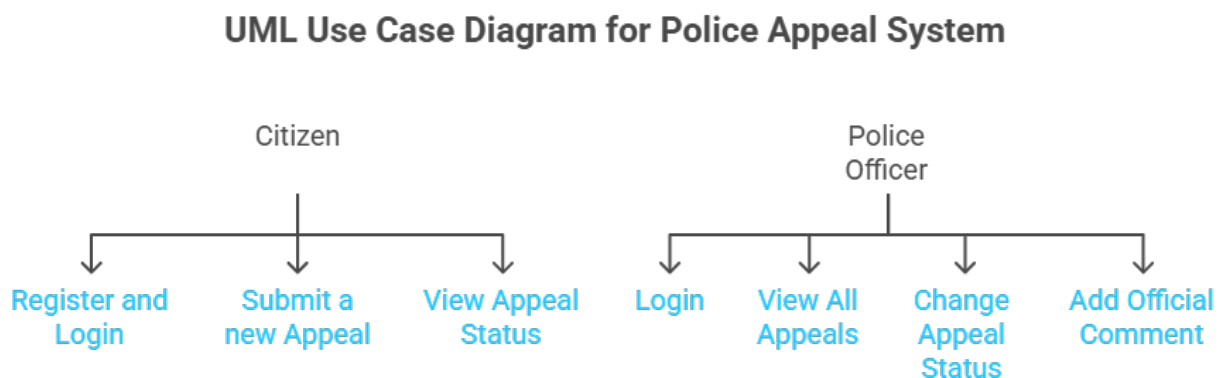 UML Use Case Diagram for Police Appeal System
Citizen
Police
Officer
Register and
Login
Submit a
new Appeal
View Appeal
Status
Login
View All
Appeals
Change
Appeal
Status
Add Official
Comment